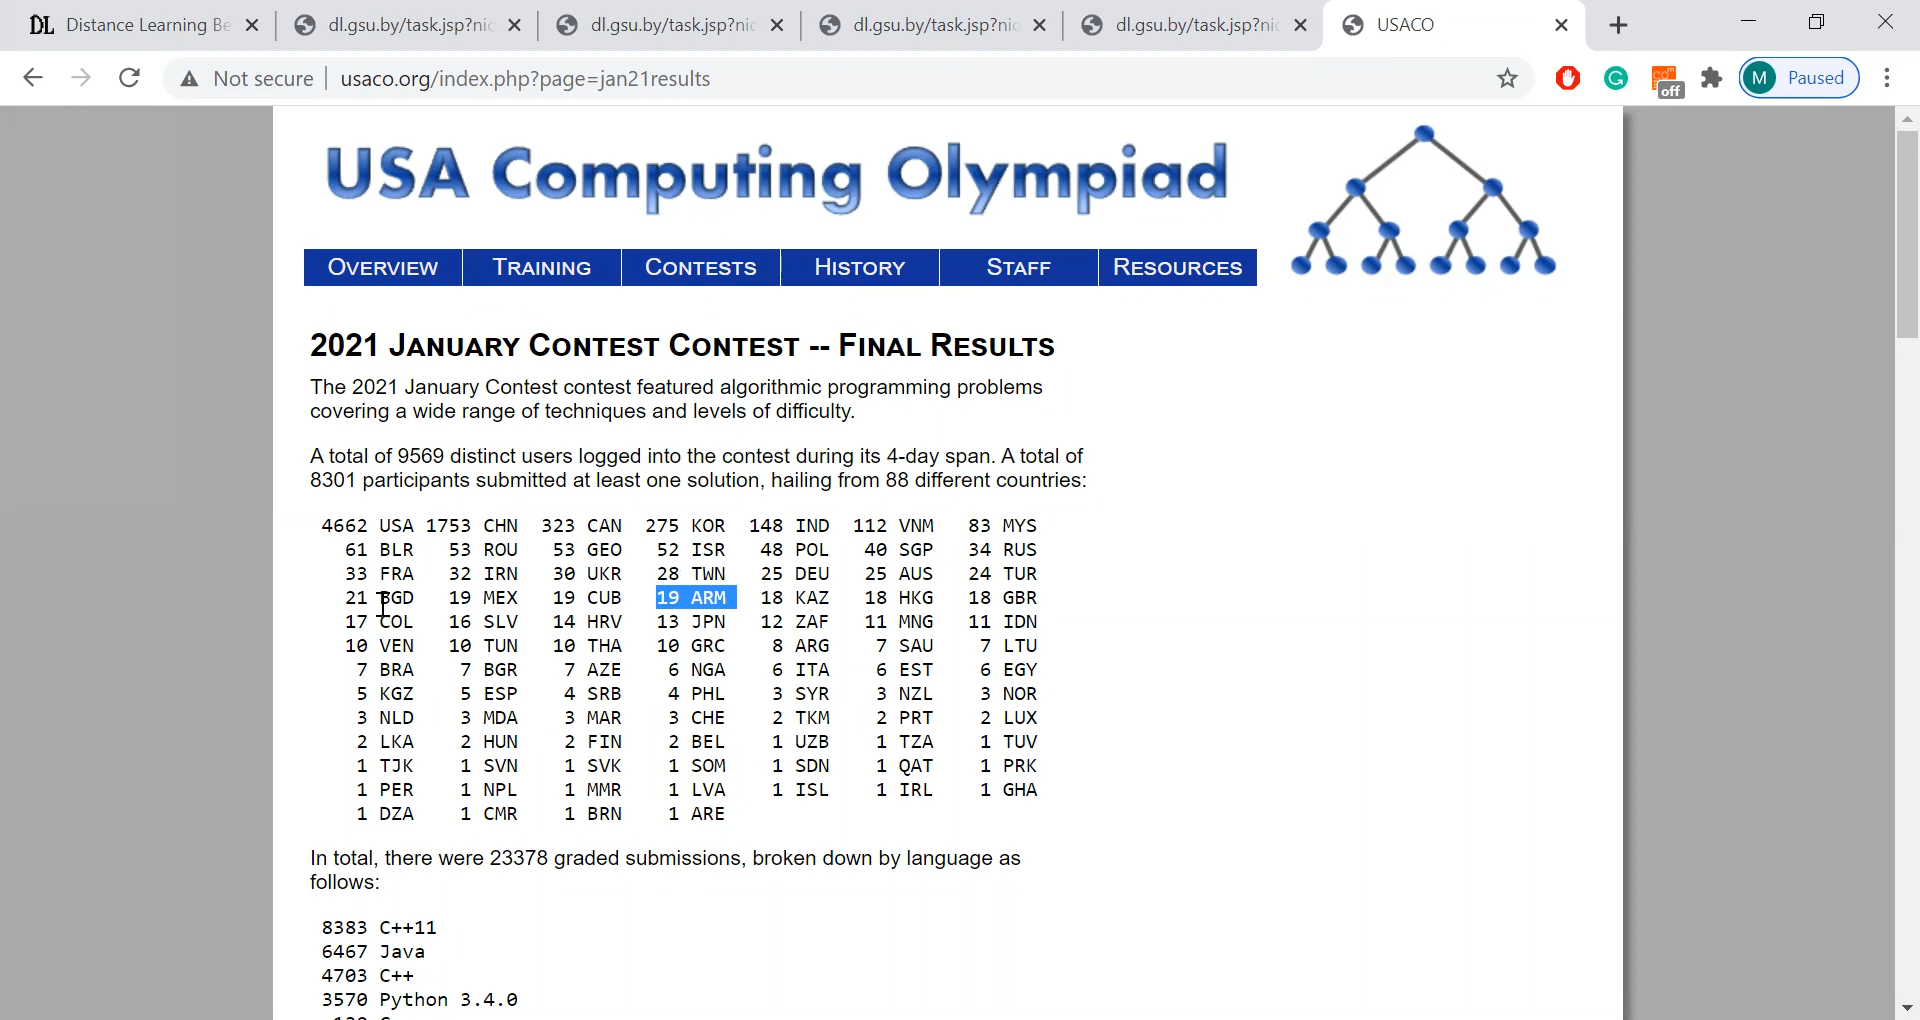 DL Distance Learning Be dl.gsu.by/task.jsp?nic dl.gsu.by/task.jsp?nic dl.gsu.by/task.jsp?nic dl.gsu.by/task.jsp?nic USACO
Not secure usaco.org/index.php?page=jan21results off M Paused
USA Computing Olympiad
OVERVIEW TRAINING CONTESTS HISTORY STAFF RESOURCES
2021 JANUARY CONTEST CONTEST -- FINAL RESULTS
The 2021 January Contest contest featured algorithmic programming problems
covering a wide range of techniques and levels of difficulty.
A total of 9569 distinct users logged into the contest during its 4-day span. A total of
8301 participants submitted at least one solution, hailing from 88 different countries:
4662 USA 1753 CHN 323 CAN 275 KOR 148 IND 112 VNM 83 MYS
61 BLR 53 ROU 53 GEO 52 ISR 48 POL 40 SGP 34 RUS
33 FRA 32 IRN 30 UKR 28 TWN 25 DEU 25 AUS 24 TUR
21 BGD 19 MEX 19 CUB 19 ARM 18 KAZ 18 HKG 18 GBR
17 COL 16 SLV 14 HRV 13 JPN 12 ZAF 11 MNG 11 IDN
10 VEN 10 TUN 10 THA 10 GRC 8 ARG 7 SAU 7 LTU
7 BRA 7 BGR 7 AZE 6 NGA 6 ITA 6 EST 6 EGY
5 KGZ 5 ESP 4 SRB 4 PHL 3 SYR 3 NZL 3 NOR
3 NLD 3 MDA 3 MAR 3 CHE 2 TKM 2 PRT 2 LUX
2 LKA 2 HUN 2 FIN 2 BEL 1 UZB 1 TZA 1 TUV
1 TJK 1 SVN 1 SVK 1 SOM 1 SDN 1 QAT 1 PRK
1 PER 1 NPL 1 MMR 1 LVA 1 ISL 1 IRL 1 GHA
1 DZA 1 CMR 1 BRN 1 ARE
In total, there were 23378 graded submissions, broken down by language as
follows:
8383 C++11
6467 Java
4703 C++
3570 Python 3.4.0